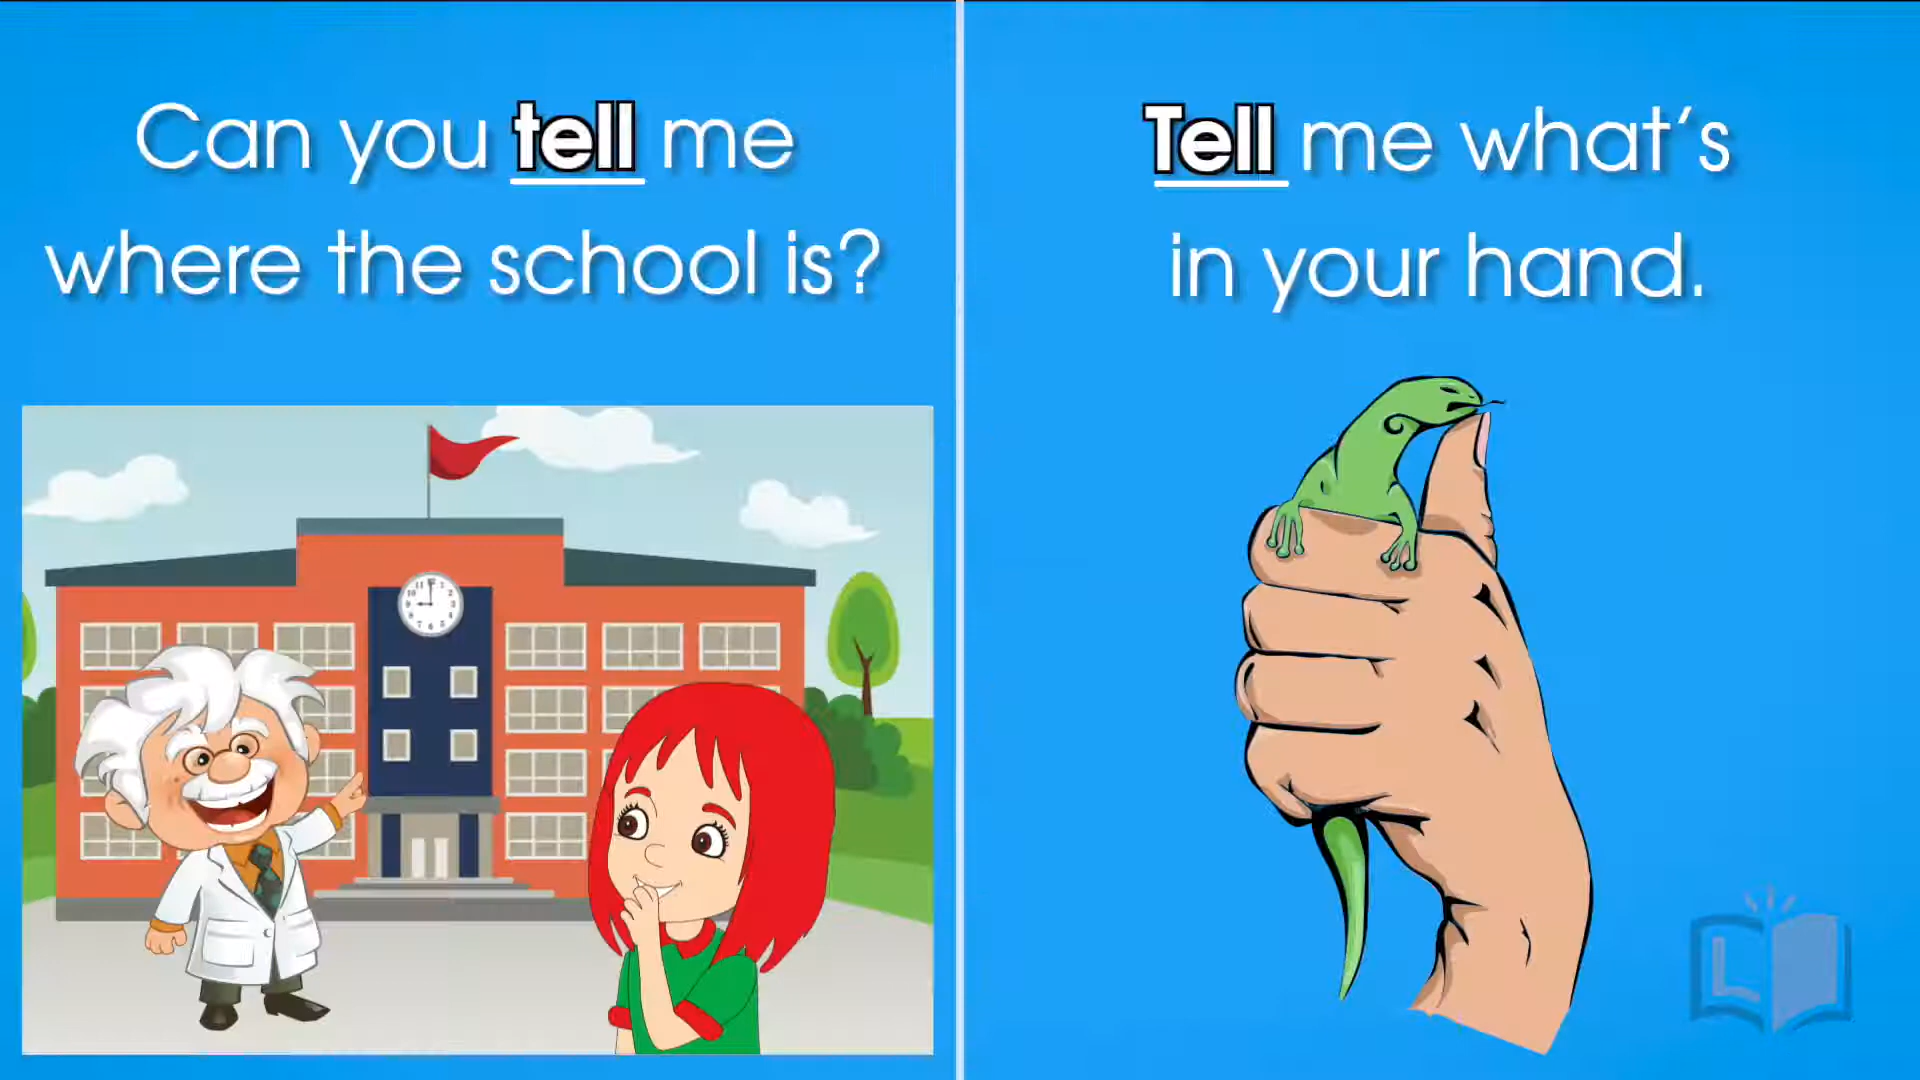 Can you tell me
where the school is?
Tell me what's
in your hand.
L